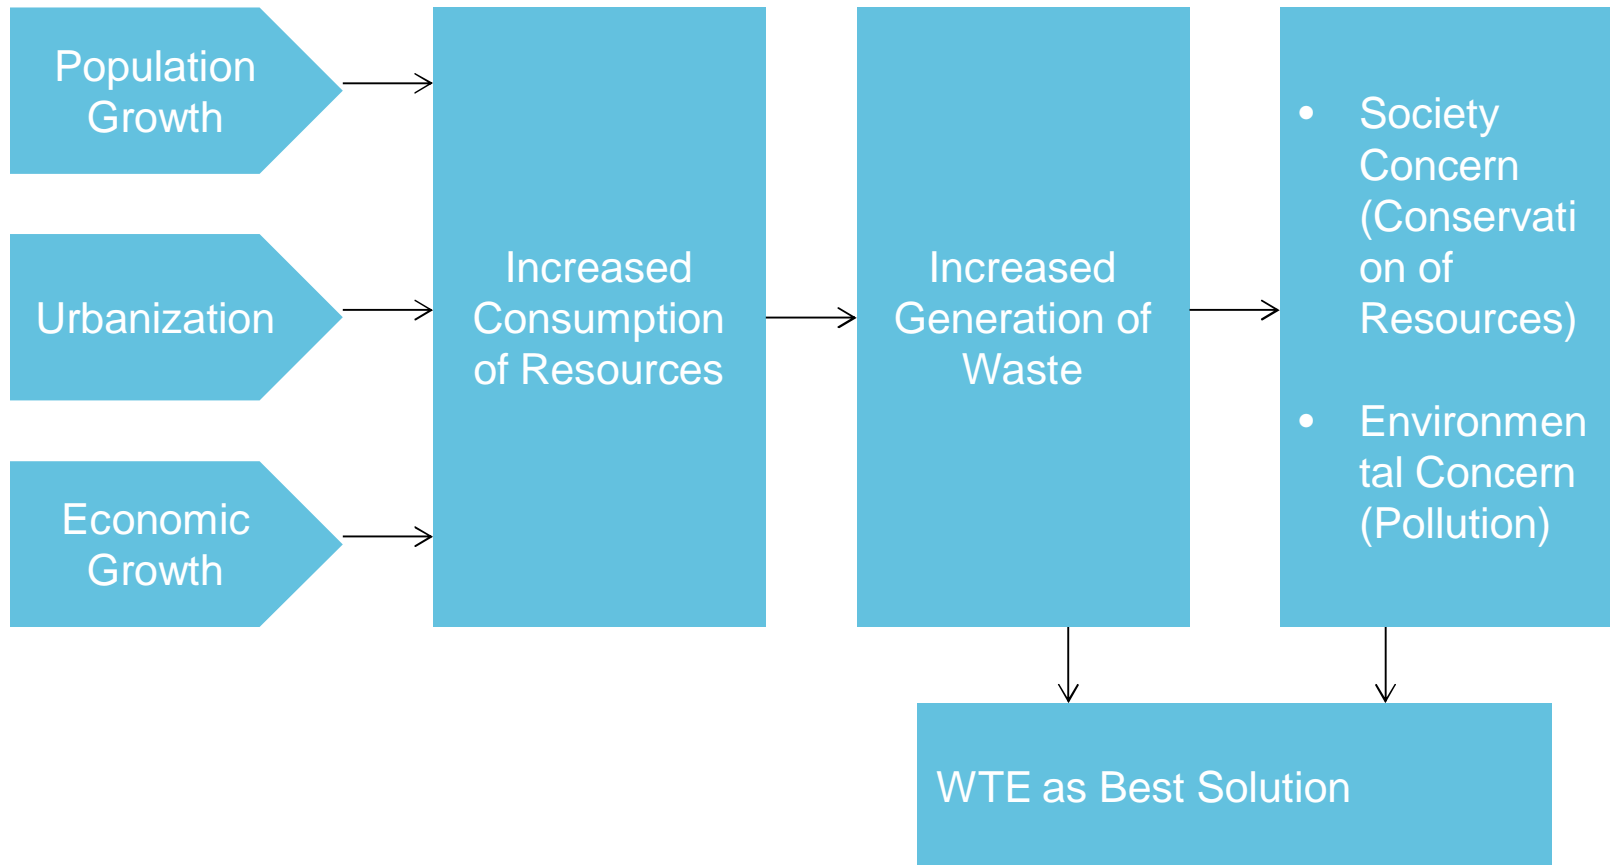 Population
Growth
Urbanization
Economic
Growth
Increased
Consumption
of Resources
Increased
Generation of
Waste
• Society
Concern
(Conservati
on of
Resources)
• Environmen
tal Concern
(Pollution)
WTE as Best Solution